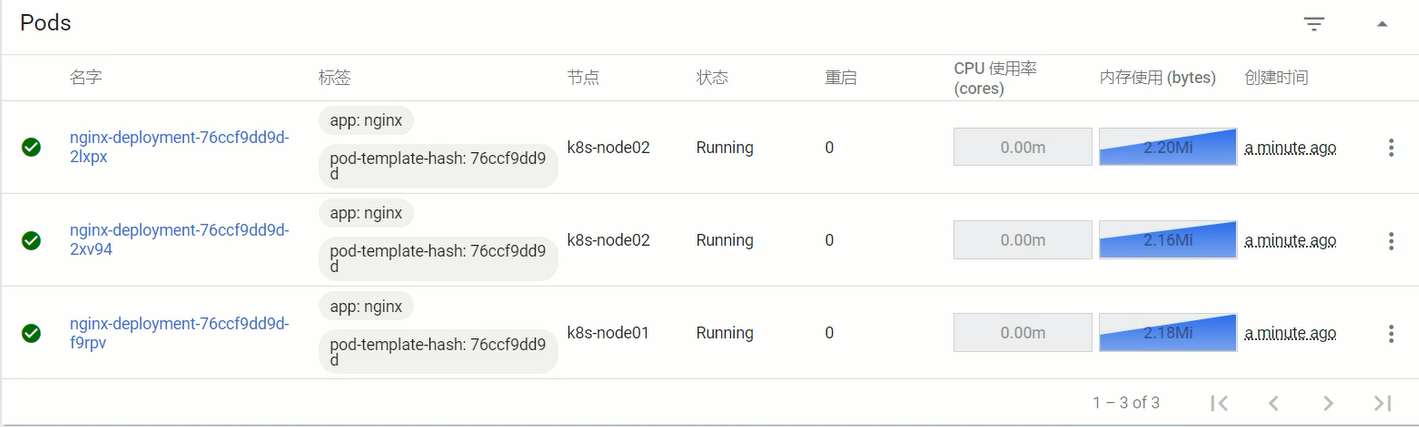 Pods
名字 标签 节点 状态 重启 CPU 使用率 内存使用 (bytes) 创建时间
(cores)
nginx-deployment-76ccf9dd9d-
2lxpx
app: nginx
pod-template-hash: 76ccf9dd9
d
k8s-node02 Running 0 0.00m 2.20Mi a minute ago
nginx-deployment-76ccf9dd9d-
2xv94
app: nginx
pod-template-hash: 76ccf9dd9
d
k8s-node02 Running 0 0.00m 2.16Mi a minute ago
nginx-deployment-76ccf9dd9d-
f9rpv
app: nginx
pod-template-hash: 76ccf9dd9
d
k8s-node01 Running 0 0.00m 2.18Mi a minute ago
1 – 3 of 3